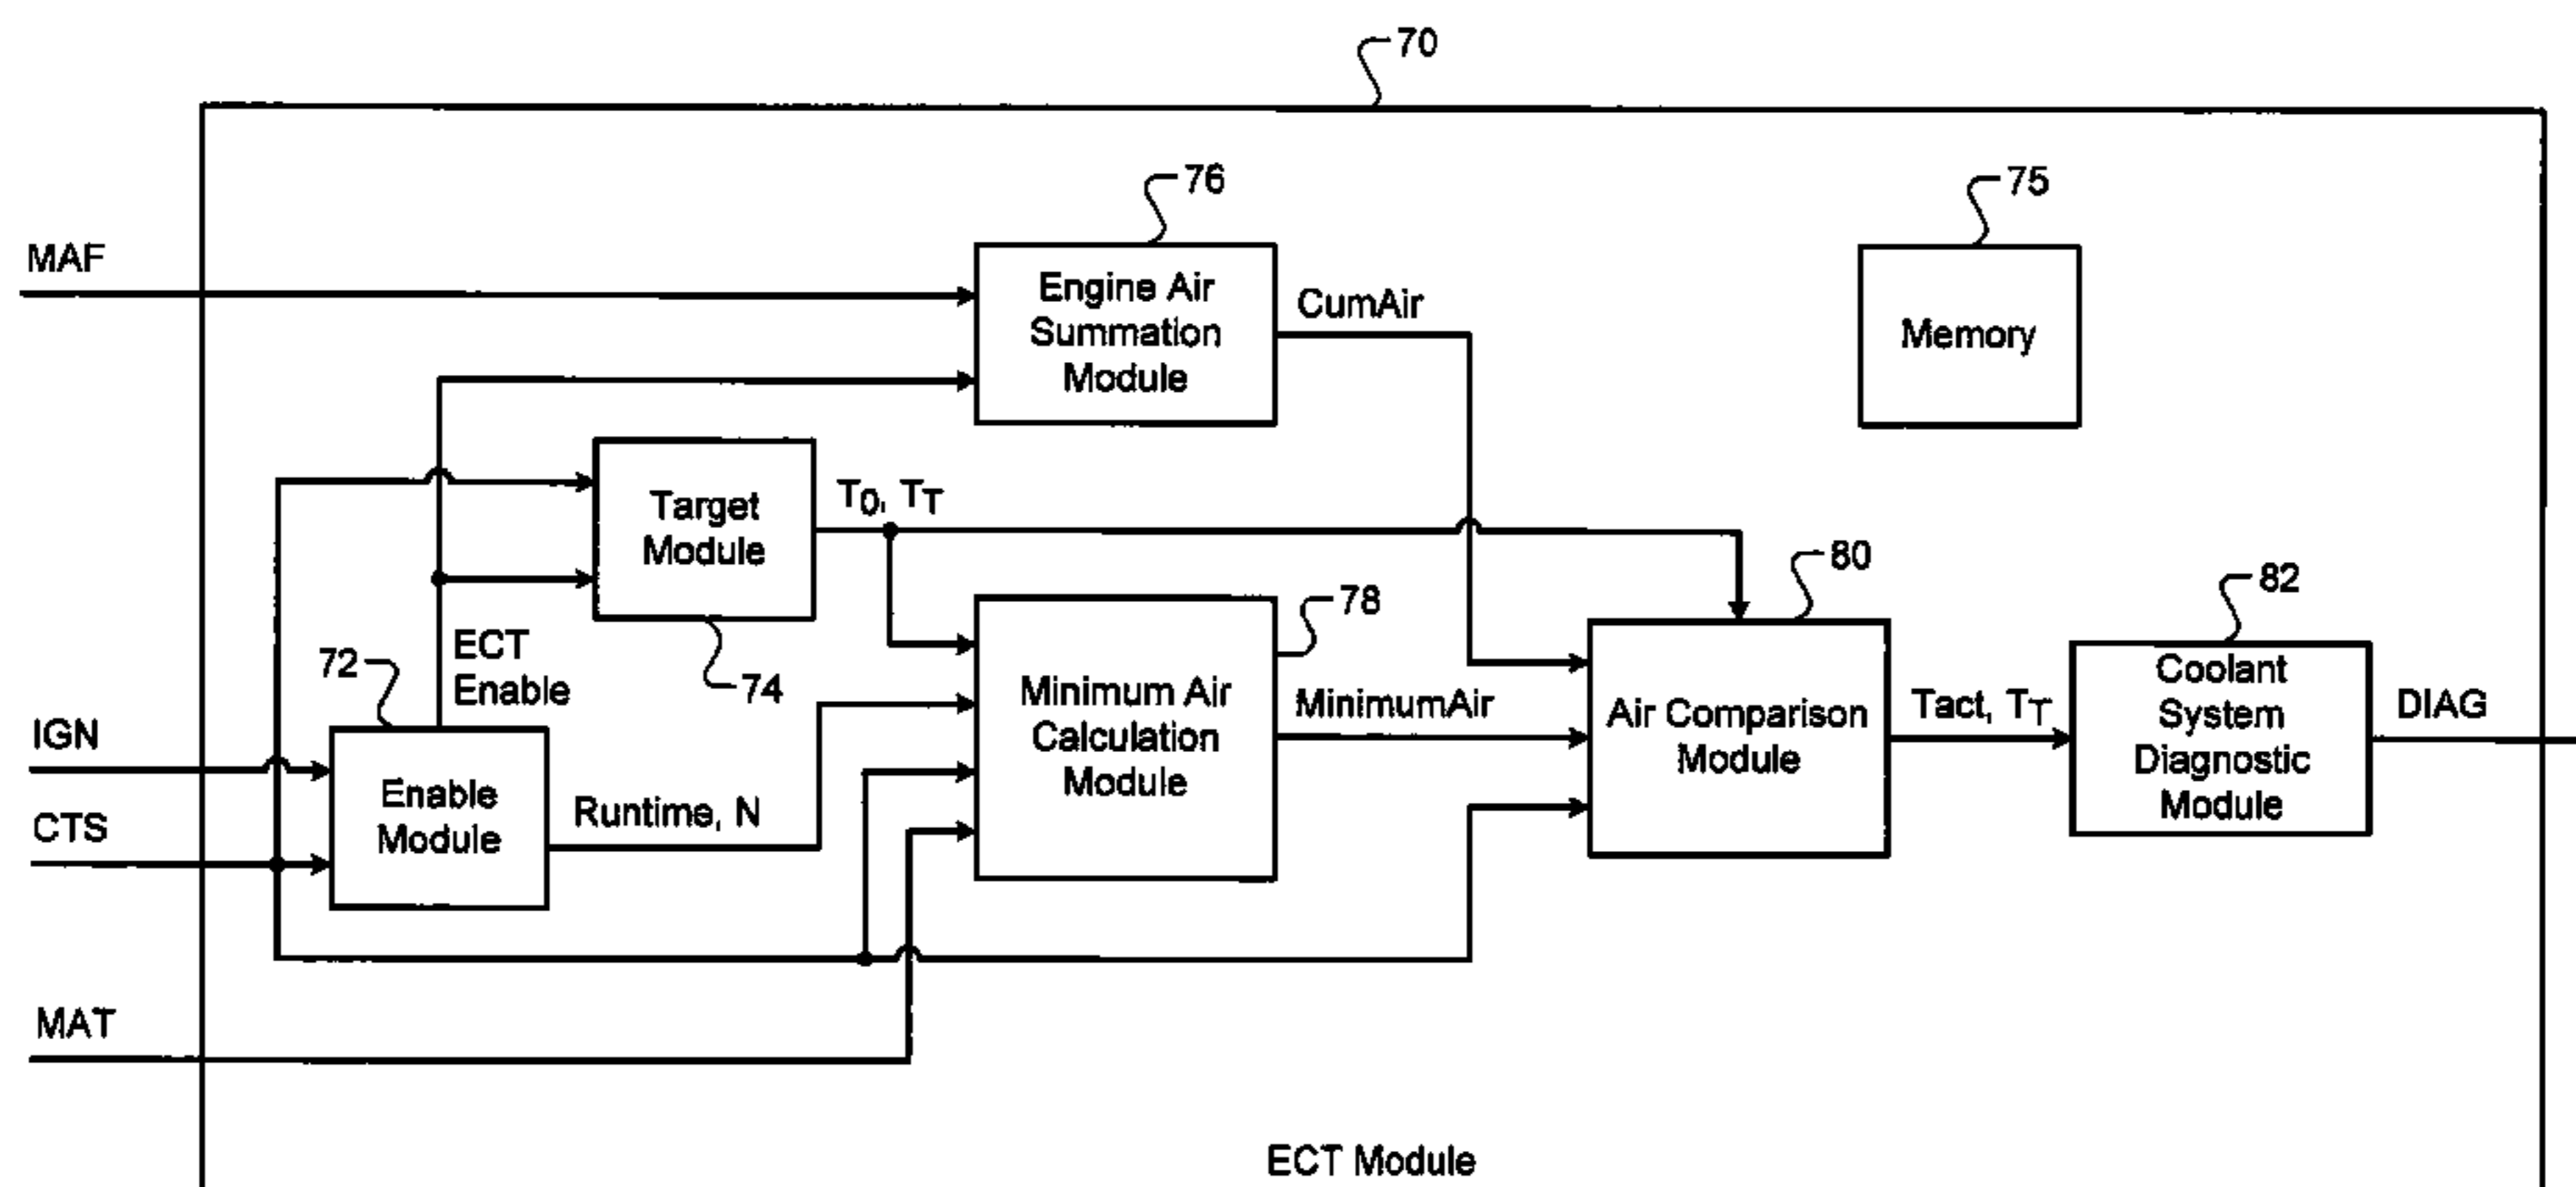 70
76
75
MAF
Engine Air
Summation
Module
CumAir
Memory
Target
Module
T0, TT
80
82
78
74
72
ECT
Enable
IGN
CTS
Enable
Module
Runtime, N
Minimum Air
Calculation
Module
MinimumAir
Air Comparison
Module
Tact, TT
Coolant
System
Diagnostic
Module
DIAG
MAT
ECT Module